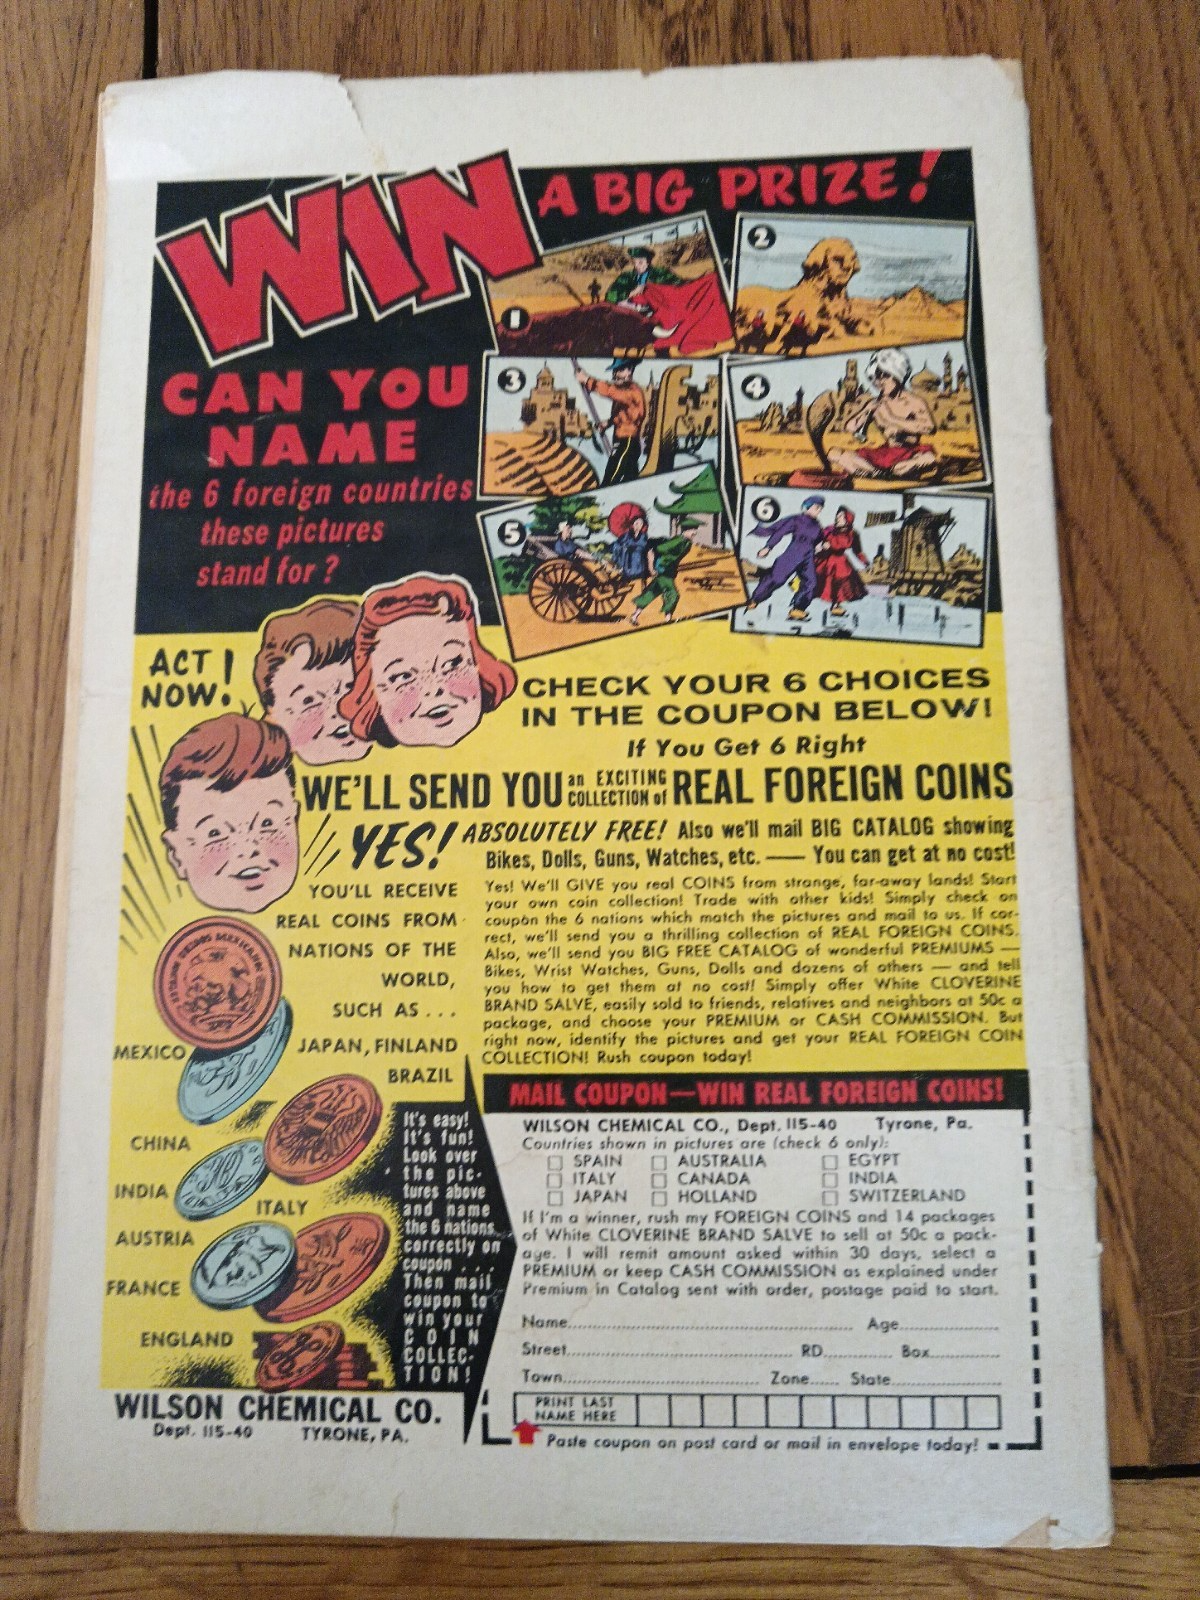 WIN
A BIG PRIZE!
1
2
3
4
5
6
CAN YOU
NAME
the 6 foreign countries
these pictures
stand for?
ACT
NOW!
CHECK YOUR 6 CHOICES
IN THE COUPON BELOW!
If You Get 6 Right
WE'LL SEND YOU an EXCITING COLLECTION of REAL FOREIGN COINS
YES! ABSOLUTELY FREE! Also we'll mail BIG CATALOG showing
Bikes, Dolls, Guns, Watches, etc. — You can get at no cost!
YOU'LL RECEIVE
REAL COINS FROM
NATIONS OF THE
WORLD,
SUCH AS...
JAPAN, FINLAND
BRAZIL
MEXICO
CHINA
INDIA
ITALY
AUSTRIA
FRANCE
ENGLAND
Yes! We'll GIVE you real COINS from strange, far-away lands! Start
your own coin collection! Trade with other kids! Simply check on
coupon the 6 nations which match the pictures and mail to us. If cor-
rect, we'll send you a thrilling collection of REAL FOREIGN COINS.
Also, we'll send you BIG FREE CATALOG of wonderful PREMIUMS —
Bikes, Wrist Watches, Guns, Dolls and dozens of others — and tell
you how to get them at no cost! Simply offer White CLOVERINE
BRAND SALVE, easily sold to friends, relatives and neighbors at 50c a
package, and choose your PREMIUM or CASH COMMISSION. But
right now, identify the pictures and get your REAL FOREIGN COIN
COLLECTION! Rush coupon today!
It's easy!
It's fun!
Look over
the pic-
tures above
and name
the 6 nations
correctly on
coupon...
Then mail
coupon to
win your
COIN
COLLEC-
TION!
WILSON CHEMICAL CO.
Dept. 115-40 TYRONE, PA.
MAIL COUPON—WIN REAL FOREIGN COINS!
WILSON CHEMICAL CO., Dept. 115-40 Tyrone, Pa.
Countries shown in pictures are (check 6 only):
SPAIN AUSTRALIA EGYPT
ITALY CANADA INDIA
JAPAN HOLLAND SWITZERLAND
If I'm a winner, rush my FOREIGN COINS and 14 packages
of White CLOVERINE BRAND SALVE to sell at 50c a pack-
age. I will remit amount asked within 30 days, select a
PREMIUM or keep CASH COMMISSION as explained under
Premium in Catalog sent with order, postage paid to start.
Name Age
Street RD Box
Town Zone State
PRINT LAST
NAME HERE
Paste coupon on post card or mail in envelope today!